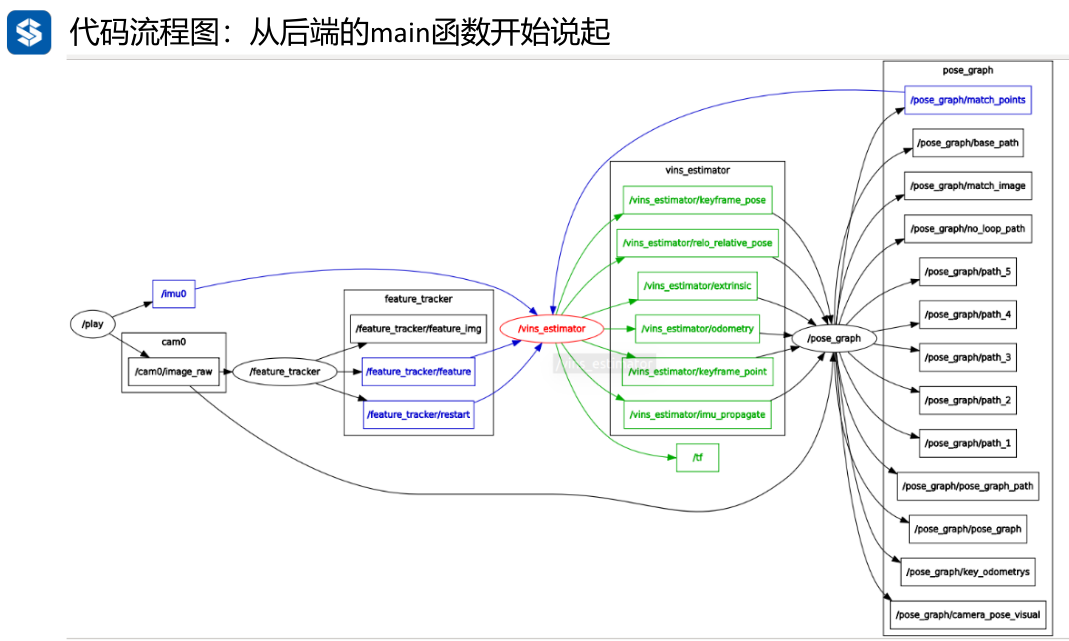 代码流程图：从后端的main函数开始说起
/play
/imu0
cam0
/cam0/image_raw
/feature_tracker
feature_tracker
/feature_tracker/feature_img
/feature_tracker/feature
/feature_tracker/restart
/vins_estimator
/vins_estimator
vins_estimator
/vins_estimator/keyframe_pose
/vins_estimator/relo_relative_pose
/vins_estimator/extrinsic
/vins_estimator/odometry
/vins_estimator/keyframe_point
/vins_estimator/imu_propagate
/tf
/pose_graph
pose_graph
/pose_graph/match_points
/pose_graph/base_path
/pose_graph/match_image
/pose_graph/no_loop_path
/pose_graph/path_5
/pose_graph/path_4
/pose_graph/path_3
/pose_graph/path_2
/pose_graph/path_1
/pose_graph/pose_graph_path
/pose_graph/pose_graph
/pose_graph/key_odometrys
/pose_graph/camera_pose_visual